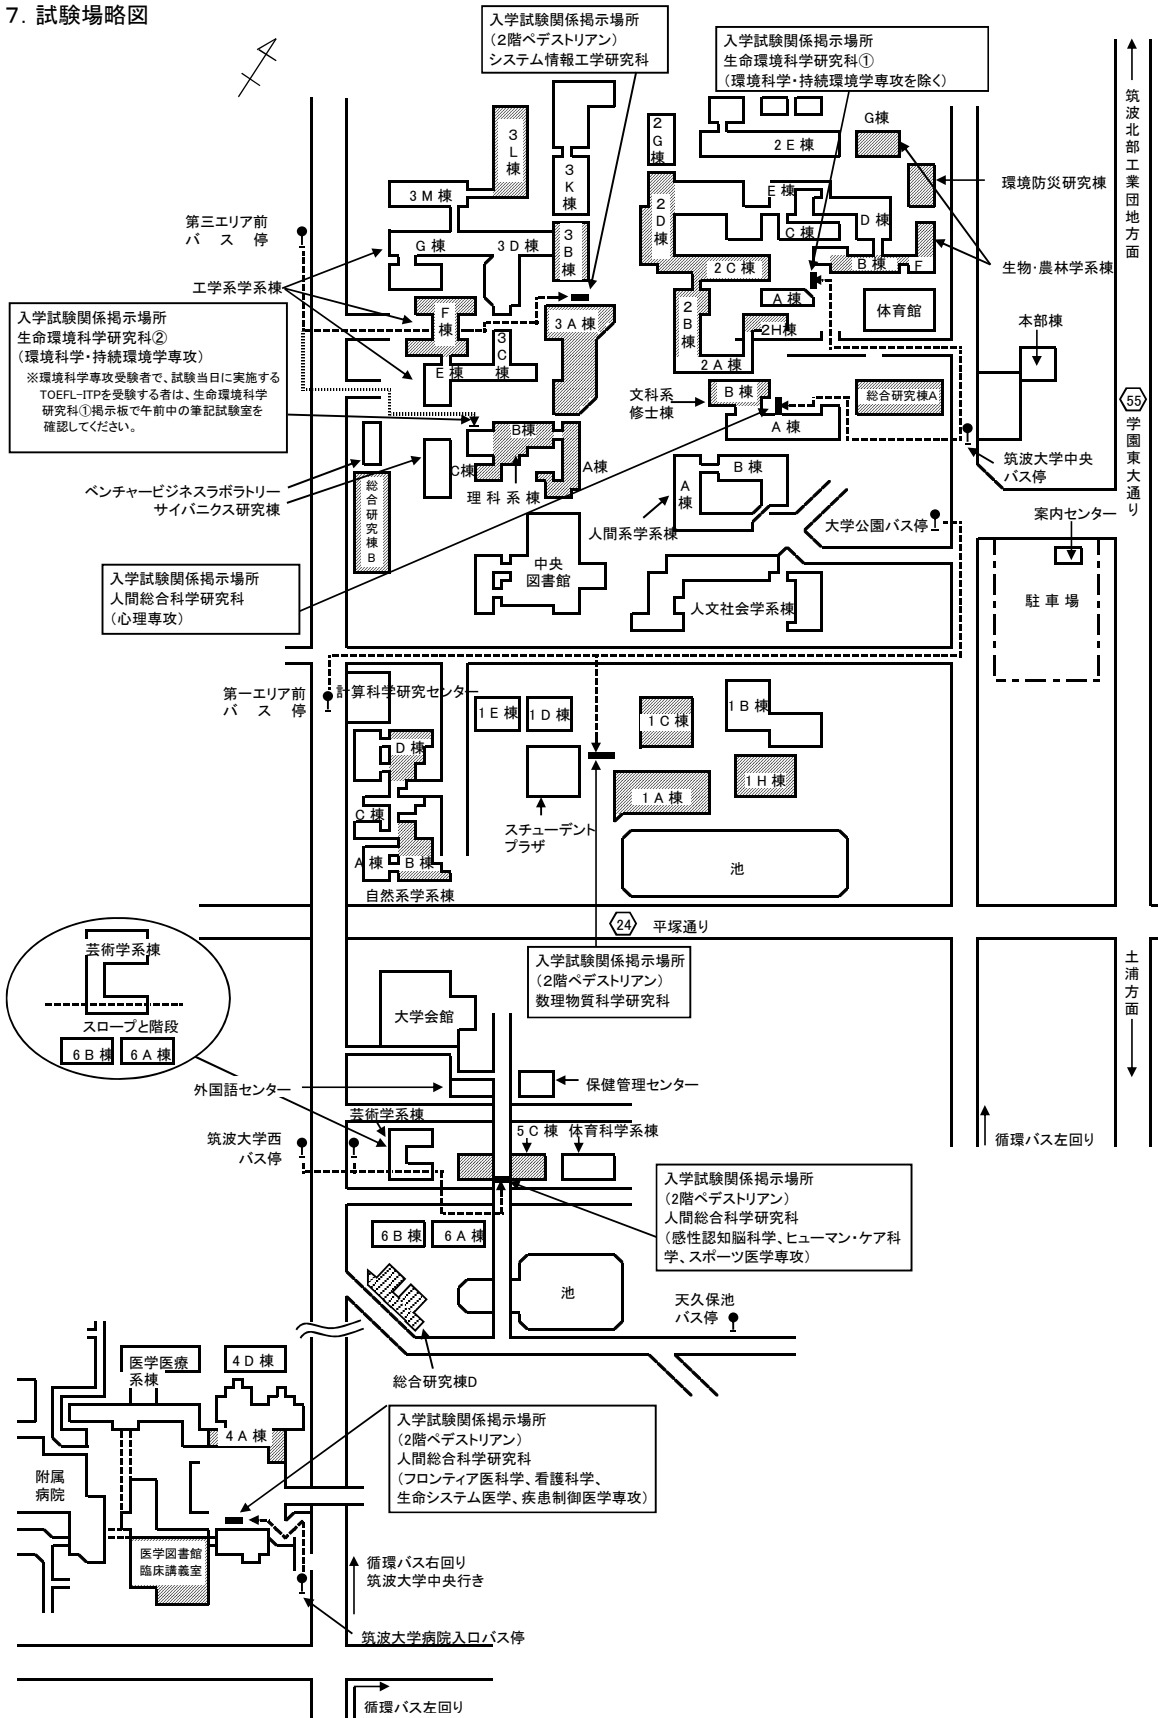 7. 試験場略図
入学試験関係掲示場所
(2階ペデストリアン)
システム情報工学研究科
入学試験関係掲示場所
生命環境科学研究科①
(環境科学・持続環境学専攻を除く)
筑波北部工業団地方面
G棟
3L棟
2G棟
2E棟
3K棟
3M棟
環境防災研究棟
E棟
2D棟
D棟
第三エリア前
バス停
C棟
G棟
3D棟
3B棟
2C棟
B棟
F
生物・農林学系棟
工学系学系棟
A棟
体育館
入学試験関係掲示場所
生命環境科学研究科②
(環境科学・持続環境学専攻)
※環境科学専攻受験者で、試験当日に実施する
TOEFL-ITPを受験する者は、生命環境科学
研究科①掲示板で午前中の筆記試験室を
確認してください。
F棟
3A棟
2B棟
2H棟
本部棟
3C棟
E棟
2A棟
文科系
修士棟
B棟
総合研究棟A
55
学園東大通り
A棟
B棟
C棟
A棟
理科系棟
筑波大学中央
バス停
ベンチャービジネスラボラトリー
サイバニクス研究棟
総合研究棟B
B棟
A棟
人間系学系棟
大学公園バス停
案内センター
中央
図書館
入学試験関係掲示場所
人間総合科学研究科
(心理専攻)
人文社会学系棟
駐車場
第一エリア前
バス停
計算科学研究センター
1E棟
1D棟
1C棟
1B棟
D棟
1H棟
1A棟
C棟
スチューデント
プラザ
A棟
B棟
池
自然系学系棟
24
平塚通り
芸術学系棟
スロープと階段
6B棟
6A棟
入学試験関係掲示場所
(2階ペデストリアン)
数理物質科学研究科
土浦方面
大学会館
外国語センター
保健管理センター
芸術学系棟
筑波大学西
バス停
5C棟
体育科学系棟
循環バス左回り
入学試験関係掲示場所
(2階ペデストリアン)
人間総合科学研究科
(感性認知脳科学、ヒューマン・ケア科
学、スポーツ医学専攻)
6B棟
6A棟
池
天久保池
バス停
医学医療
系棟
4D棟
総合研究棟D
4A棟
入学試験関係掲示場所
(2階ペデストリアン)
人間総合科学研究科
(フロンティア医科学、看護科学、
生命システム医学、疾患制御医学専攻)
附属
病院
医学図書館
臨床講義室
循環バス右回り
筑波大学中央行き
筑波大学病院入口バス停
循環バス左回り